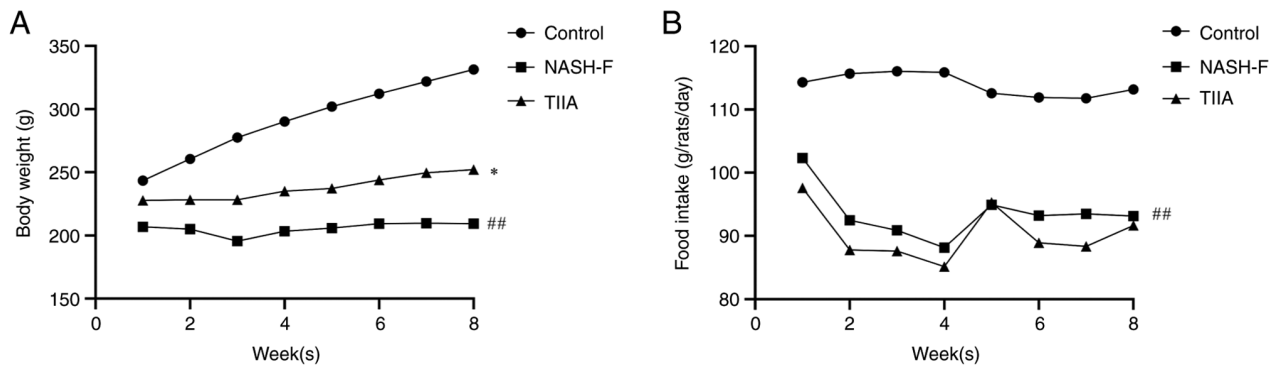 A
350
300
250
200
150
Body weight (g)
0
2
4
6
8
Week(s)
Control
NASH-F
TIIA
*
##
B
120
110
100
90
80
Food intake (g/rats/day)
0
2
4
6
8
Week(s)
Control
NASH-F
TIIA
##